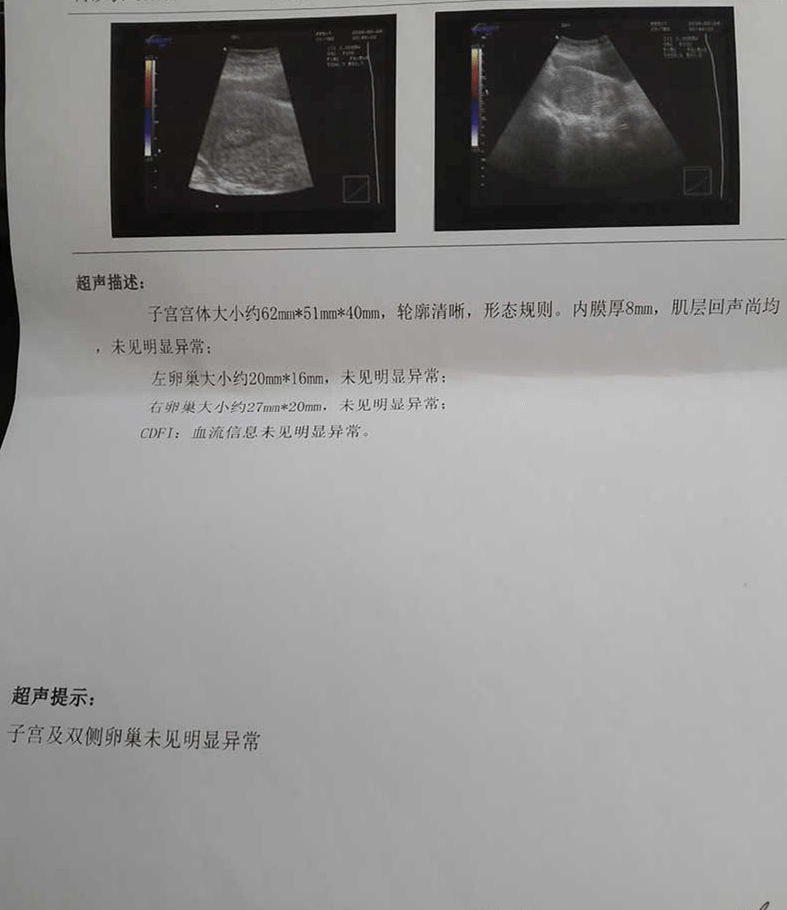 超声描述：
子宫宫体大小约62mm*51mm*40mm，轮廓清晰，形态规则。内膜厚8mm，肌层回声尚均
，未见明显异常；
左卵巢大小约20mm*16mm，未见明显异常；
右卵巢大小约27mm*20mm，未见明显异常；
CDFI：血流信息未见明显异常。
超声提示：
子宫及双侧卵巢未见明显异常